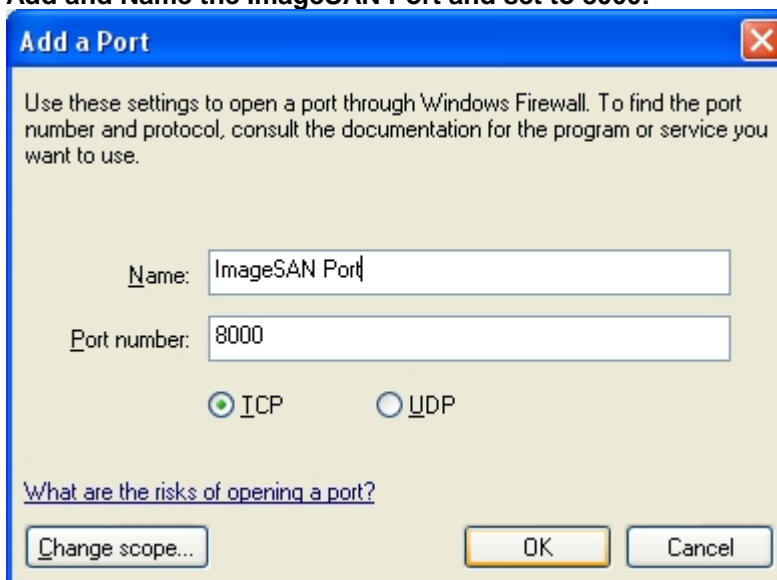 Add and Name the ImageSAN Port and set to 8000.
Add a Port
Use these settings to open a port through Windows Firewall. To find the port
number and protocol, consult the documentation for the program or service you
want to use.
Name: ImageSAN Port
Port number: 8000
TCP UDP
What are the risks of opening a port?
Change scope... OK Cancel